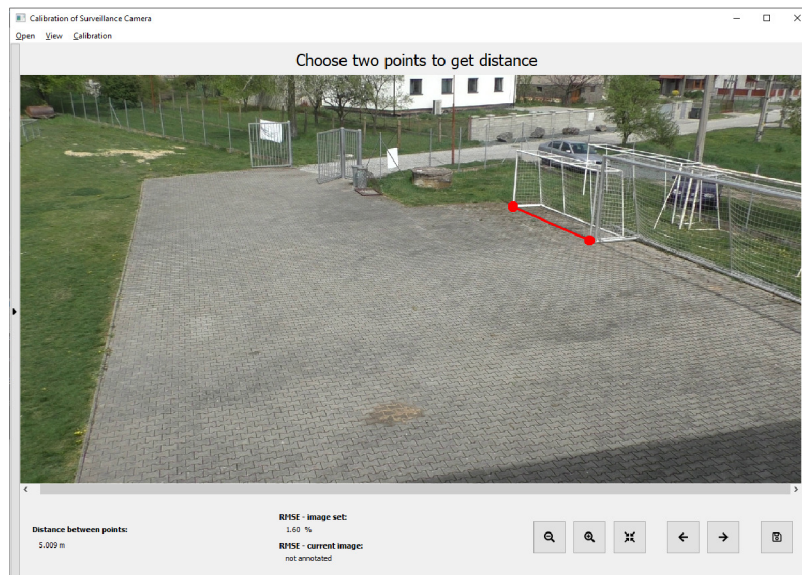 Calibration of Surveillance Camera
Open View Calibration
Choose two points to get distance
Distance between points:
5.009 m
RMSE - image set:
1.60 %
RMSE - current image:
not annotated